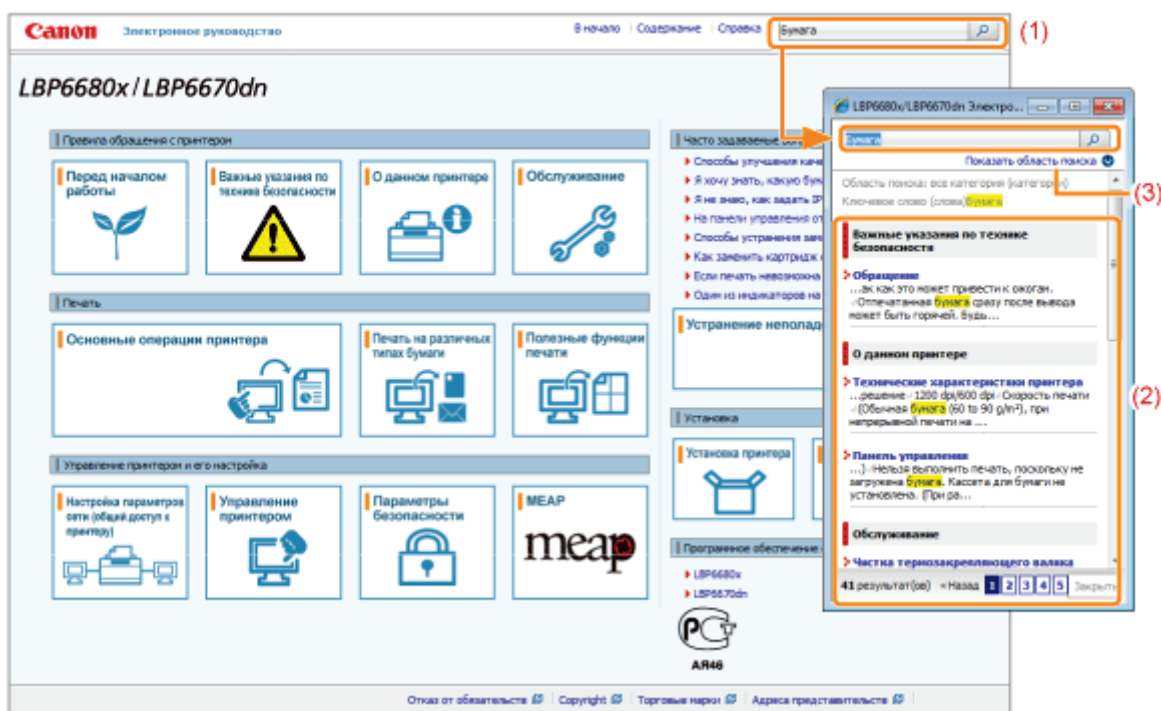 Canon Электронное руководство
В начало Содержание Справка
Бумага
(1)
LBP6680x / LBP6670dn
Правила обращения с принтером
Перед началом
работы
Важные указания по
технике безопасности
О данном принтере
Обслуживание
Печать
Основные операции принтера
Печать на различных
типах бумаги
Полезные функции
печати
Управление принтером и его настройка
Настройка параметров
сети (общий доступ к
принтеру)
Управление
принтером
Параметры
безопасности
MEAP
meap
Часто задаваемые
Способы улучшения каче
Я хочу знать, какую бум
Я не знаю, как задать IP
На панели управления от
Способы устранения зам
Как заменить картридж
Если печать невозможна
Один из индикаторов на
Устранение неполад
Установка
Установка принтера
Программное обеспечение
LBP6680x
LBP6670dn
АЯ46
LBP6680x/LBP6670dn Электро...
бумага
Показать область поиска
(3)
Область поиска: все категория (категории)
Ключевое слово (слова)Бумага
Важные указания по технике
безопасности
Обращение
...ак как это может привести к ожогам.
Отпечатанная бумага сразу после вывода
может быть горячей. Будь...
О данном принтере
Технические характеристики принтера
...решение 1200 dpi/600 dpi Скорость печати
(Обычная бумага (60 to 90 g/m²), при
непрерывной печати на ...
(2)
Панель управления
...) Нельзя выполнить печать, поскольку не
загружена бумага. Кассета для бумаги не
установлена. (При ра...
Обслуживание
Чистка термозакрепляющего валика
41 результат(ов) «Назад 1 2 3 4 5 Закрыть
Отказ от обязательств Copyright Торговые марки Адреса представительств